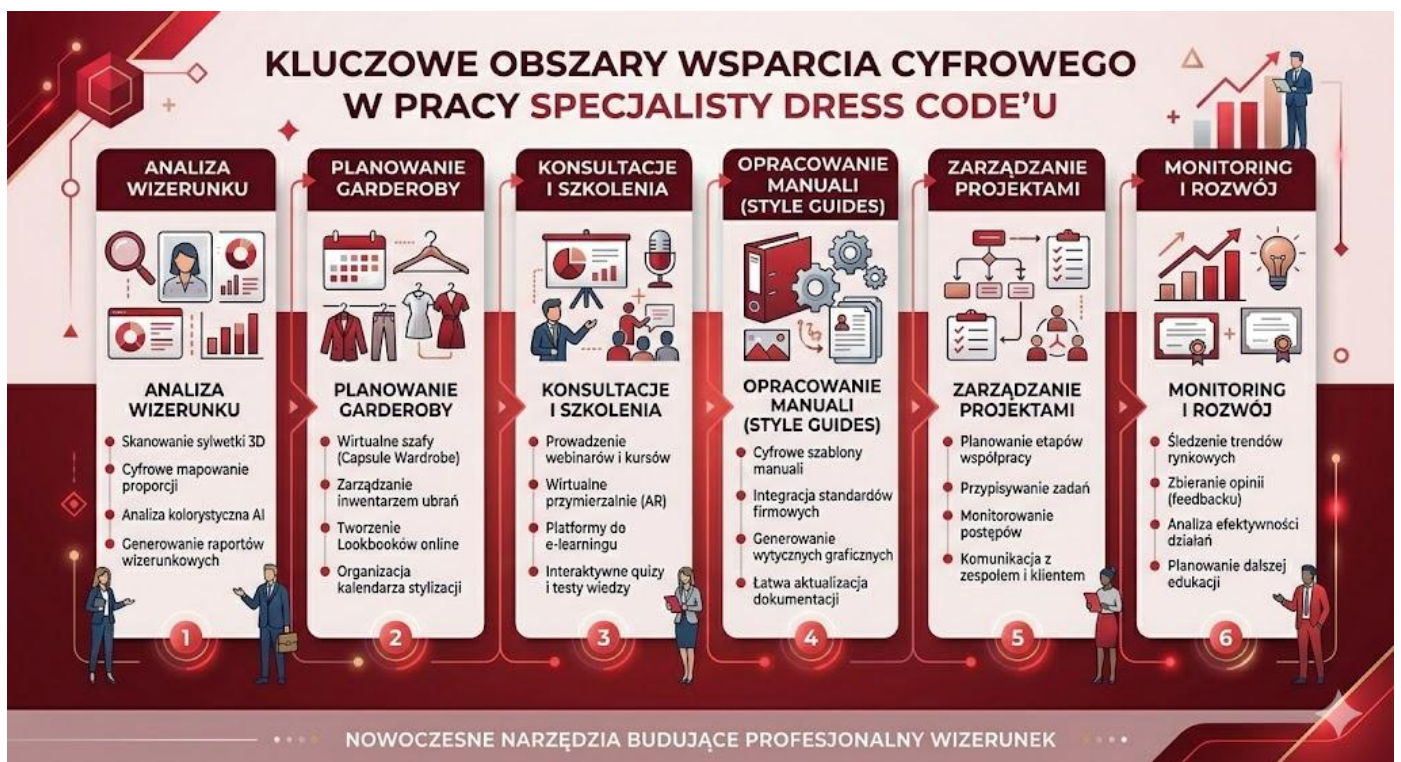 KLUCZOWE OBSZARY WSPARCIA CYFROWEGO
W PRACY SPECJALISTY DRESS CODE'U
ANALIZA
WIZERUNKU
ANALIZA
WIZERUNKU
Skanowanie sylwetki 3D
Cyfrowe mapowanie
proporcji
Analiza kolorystyczna AI
Generowanie raportów
wizerunkowych
1
PLANOWANIE
GARDEROBY
PLANOWANIE
GARDEROBY
Wirtualne szafy
(Capsule Wardrobe)
Zarządzanie
inwentarzem ubrań
Tworzenie
Lookbooków online
Organizacja
kalendarza stylizacji
2
KONSULTACJE
I SZKOLENIA
KONSULTACJE
I SZKOLENIA
Prowadzenie
webinarów i kursów
Wirtualne
przymierzalnie (AR)
Platformy do
e-learningu
Interaktywne quizy
i testy wiedzy
3
OPRACOWANIE
MANUALI
(STYLE GUIDES)
OPRACOWANIE
MANUALI
(STYLE GUIDES)
Cyfrowe szablony
manuali
Integracja standardów
firmowych
Generowanie
wytycznych graficznych
Łatwa aktualizacja
dokumentacji
4
ZARZĄDZANIE
PROJEKTAMI
ZARZĄDZANIE
PROJEKTAMI
Planowanie etapów
współpracy
Przypisywanie zadań
Monitorowanie
postępów
Komunikacja z
zespołem i klientem
5
MONITORING
I ROZWÓJ
MONITORING
I ROZWÓJ
Śledzenie trendów
rynkowych
Zbieranie opinii
(feedbacku)
Analiza efektywności
działań
Planowanie dalszej
edukacji
6
NOWOCZESNE NARZĘDZIA BUDUJĄCE PROFESJONALNY WIZERUNEK